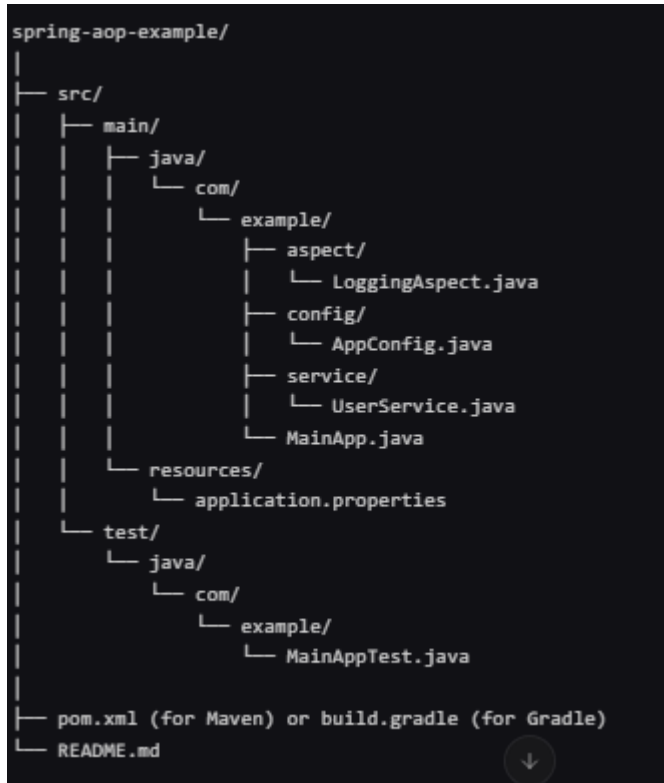 spring-aop-example/
│
├── src/
│   ├── main/
│   │   ├── java/
│   │   │   └── com/
│   │   │       └── example/
│   │   │           ├── aspect/
│   │   │           │   └── LoggingAspect.java
│   │   │           ├── config/
│   │   │           │   └── AppConfig.java
│   │   │           ├── service/
│   │   │           │   └── UserService.java
│   │   │           └── MainApp.java
│   │   └── resources/
│   │       └── application.properties
│   └── test/
│       └── java/
│           └── com/
│               └── example/
│                   └── MainAppTest.java
│
├── pom.xml (for Maven) or build.gradle (for Gradle)
└── README.md